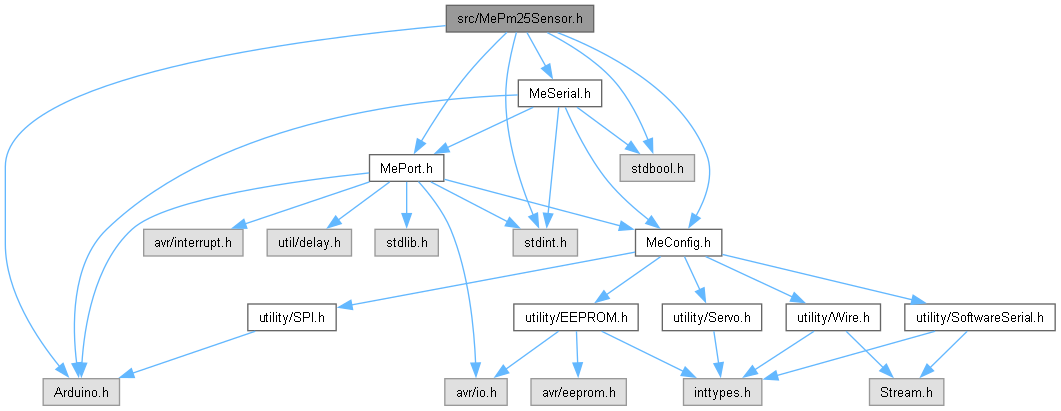 src/MePm25Sensor.h
MeSerial.h
stdbool.h
MePort.h
avr/interrupt.h
util/delay.h
stdlib.h
stdint.h
MeConfig.h
utility/SPI.h
utility/EEPROM.h
utility/Servo.h
utility/Wire.h
utility/SoftwareSerial.h
Arduino.h
avr/io.h
avr/eeprom.h
inttypes.h
Stream.h